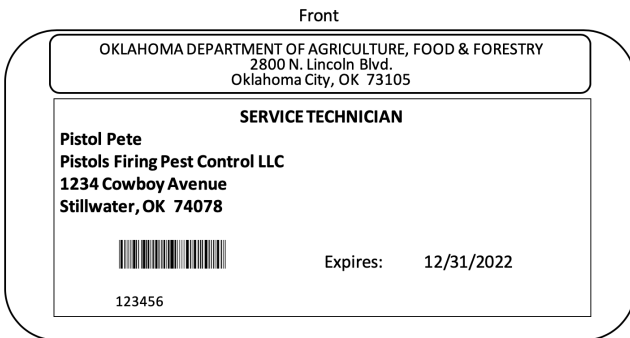 Front
OKLAHOMA DEPARTMENT OF AGRICULTURE, FOOD & FORESTRY
2800 N. Lincoln Blvd.
Oklahoma City, OK 73105
SERVICE TECHNICIAN
Pistol Pete
Pistols Firing Pest Control LLC
1234 Cowboy Avenue
Stillwater, OK 74078
Expires: 12/31/2022
123456